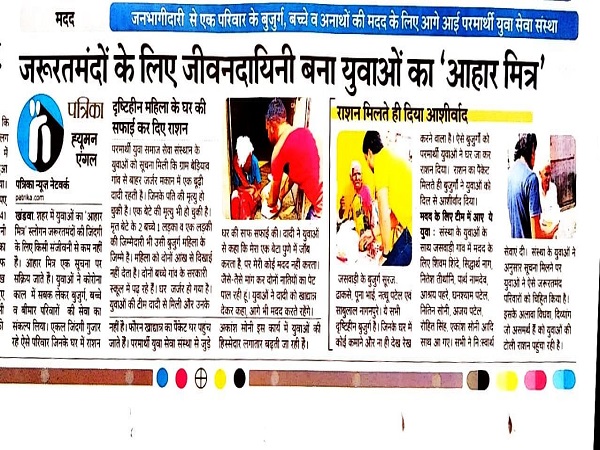 मदद
जनभागीदारी से एक परिवार के बुजुर्ग, बच्चे व अनाथों की मदद के लिए आगे आई परमार्थी युवा सेवा संस्था
जरूरतमंदों के लिए जीवनदायिनी बना युवाओं का 'आहार मित्र'
पत्रिका
ह्यूमन
एंगल
पत्रिका न्यूज नेटवर्क
patrika.com
खंडवा. शहर में युवाओं का 'आहार
मित्र' स्लोगन जरूरतमंदों की जिंदगी
के लिए किसी संजीवनी से कम नहीं
है। आहार मित्र एक सूचना पर
सक्रिय जाते हैं। युवाओं ने कोरोना
काल में सबक लेकर बुजुर्ग, बच्चे
व बीमार परिवारों की सेवा का
संकल्प लिया। एकल जिंदगी गुजार
रहे ऐसे परिवार जिनके घर में राशन
दृष्टिहीन महिला के घर की
सफाई कर दिए राशन
परमार्थी युवा समाज सेवा संस्थान के
युवाओं को सूचना मिली कि ग्राम बेड़ियाव
गांव से बाहर जर्जर मकान में एक बूढ़ी
दादी रहती है। जिनके पति की मृत्यु हो
चुकी है। एक बेटे की मृत्यु भी हो चुकी है।
मृत बेटे के 2 बच्चे 1 लड़का व 1 लड़की
की जिम्मेदारी भी उसी बुजुर्ग महिला के
जिम्मे है। महिला को दोनों आंख से दिखाई
नहीं देता है। दोनों बच्चे गांव के सरकारी
स्कूल में पढ़ रहे हैं। घर जर्जर हो गया है।
युवाओं की टीम दादी से मिली और उनके
नहीं है। फौरन खाद्यान्न का पैकेट घर पहुंच
जाते हैं। परमार्थी युवा सेवा संस्था से जुड़े
घर की साफ सफाई की। दादी ने युवाओं
से कहा कि मेरा एक बेटा पुणे में जॉब
करता है, पर मेरी कोई मदद नहीं करता।
जैसे-तैसे मांग कर दोनों नातियों का पेट
पाल रही हूं। युवाओं ने दादी को खाद्यान्न
देकर कहा, आगे भी मदद करते रहेंगे।
आकाश सोनी इस कार्य में युवाओं की
हिस्सेदार लगातार बढ़ती जा रही है।
राशन मिलते ही दिया आशीर्वाद
जसवाड़ी के बुजुर्ग सूरज
ढाकसे, पूना भाई, नत्थु पटेल एवं
साबुलाल नागनपुरे। ये सभी
दृष्टिहीन बुजुर्ग है। जिनके घर में
कोई कमाने और ना ही देख रेख
करने वाला है। ऐसे बुजुर्गों को
परमार्थी युवाओं ने घर जा कर
राशन दिया। राशन का पैकेट
मिलते ही बुजुर्गों ने युवाओं को
दिल से आशीर्वाद दिया।
मदद के लिए टीम में आए ये
युवा : संस्था के युवाओं के
साथ जसवाड़ी गाव में मदद के
लिए शिवम शिंदे, सिद्धार्थ नाग,
नितेश तीर्थानि, पार्थ नामदेव,
आश्रय पहारे, घनश्याम पटेल,
नितिन सोनी, अजय पटेल,
रोहित सिंह, एकांश सोनी आदि
साथ आ गए। सभी ने नि:स्वार्थ
सेवाए दी। संस्था के युवाओं ने
अनुसार सूचना मिलने पर
युवाओं ने ऐसे जरूरतमंद
परिवारों को चिह्नित किया है।
इसके अलावा विधवा, दिव्यांग
जो असमर्थ है को युवाओं की
टोली राशन पहुंचा रही है।